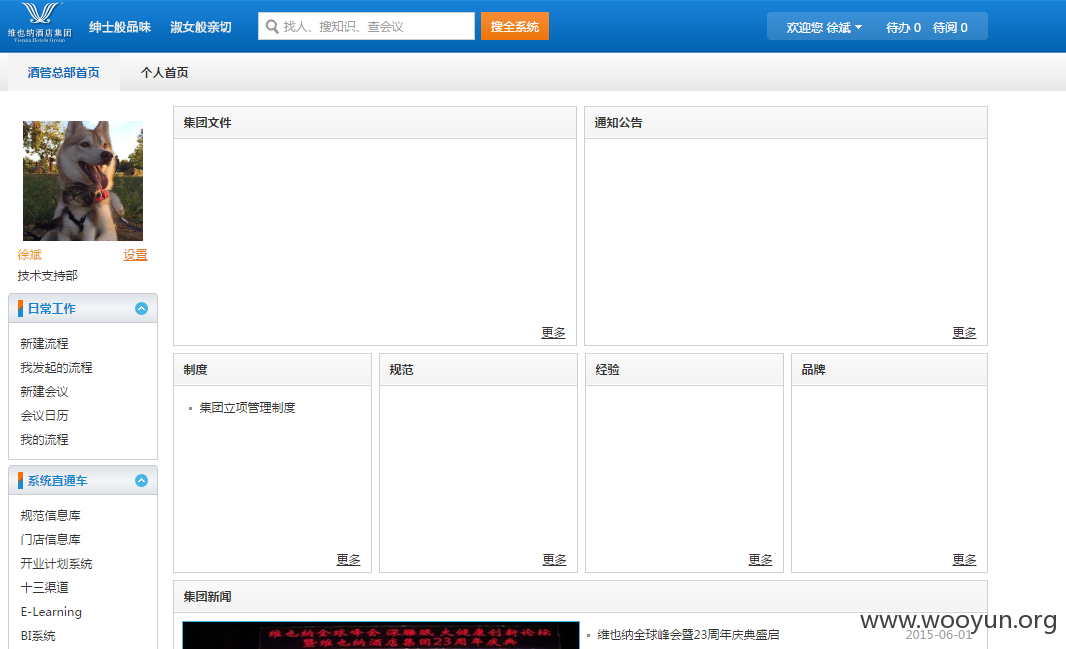 维也纳酒店集团
Vienna Hotels Group
绅士般品味 淑女般亲切
找人、搜知识、查会议
搜全系统
欢迎您 徐斌 待办 0 待阅 0
酒管总部首页 个人首页
徐斌 设置
技术支持部
日常工作
新建流程
我发起的流程
新建会议
会议日历
我的流程
系统直通车
规范信息库
门店信息库
开业计划系统
十三渠道
E-Learning
BI系统
集团文件
更多
通知公告
更多
制度
集团立项管理制度
更多
规范
更多
经验
更多
品牌
更多
集团新闻
维也纳全球峰会 深睡眠 大健康创新论坛
暨维也纳酒店集团23周年庆典
维也纳全球峰会暨23周年庆典盛启
2015-06-01
www.wooyun.org